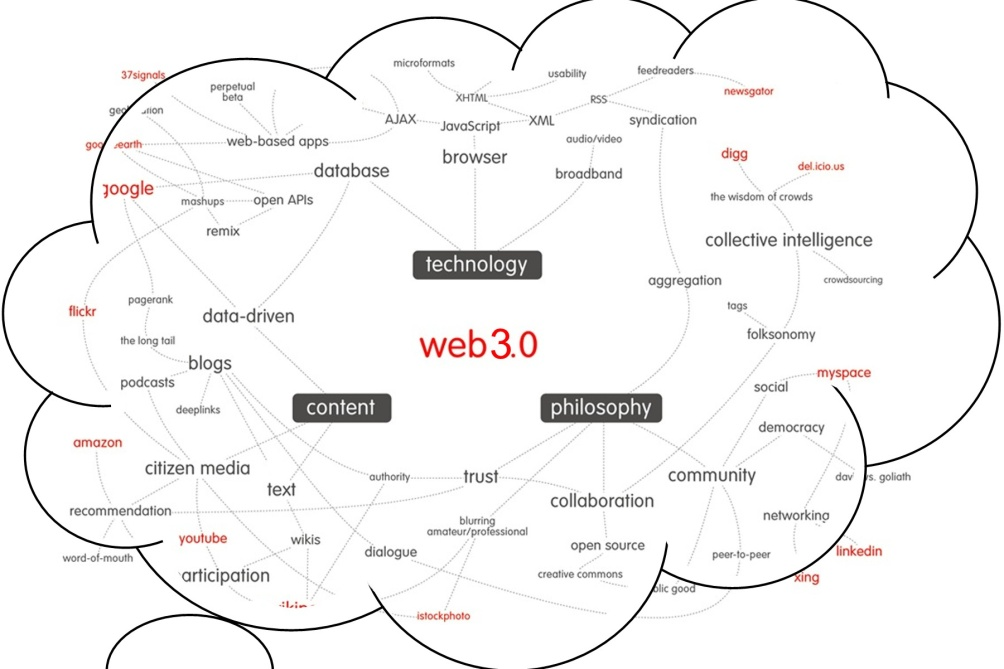 microformats
37signals
usability
feedreaders
perpetual
beta
XHTML
RSS
newsgator
AJAX
JavaScript
XML
syndication
web-based apps
audio/video
browser
digg
del.icio.us
database
broadband
google
mashups
open APIs
the wisdom of crowds
remix
collective intelligence
technology
aggregation
crowdsourcing
pagerank
tags
flickr
data-driven
the long tail
web3.0
folksonomy
blogs
podcasts
myspace
social
deeplinks
content
philosophy
amazon
democracy
citizen media
text
authority
trust
community
vs. goliath
recommendation
collaboration
networking
blurring
amateur/professional
youtube
wikis
dialogue
open source
word-of-mouth
peer-to-peer
linkedin
articipation
creative commons
xing
good
istockphoto